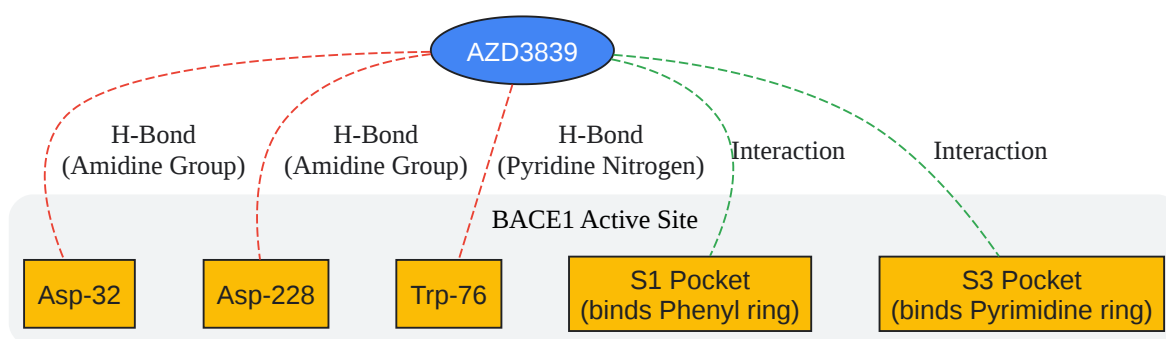 AZD3839
H-Bond
(Amidine Group)
H-Bond
(Amidine Group)
H-Bond
(Pyridine Nitrogen)
Interaction
Interaction
BACE1 Active Site
Asp-32
Asp-228
Trp-76
S1 Pocket
(binds Phenyl ring)
S3 Pocket
(binds Pyrimidine ring)